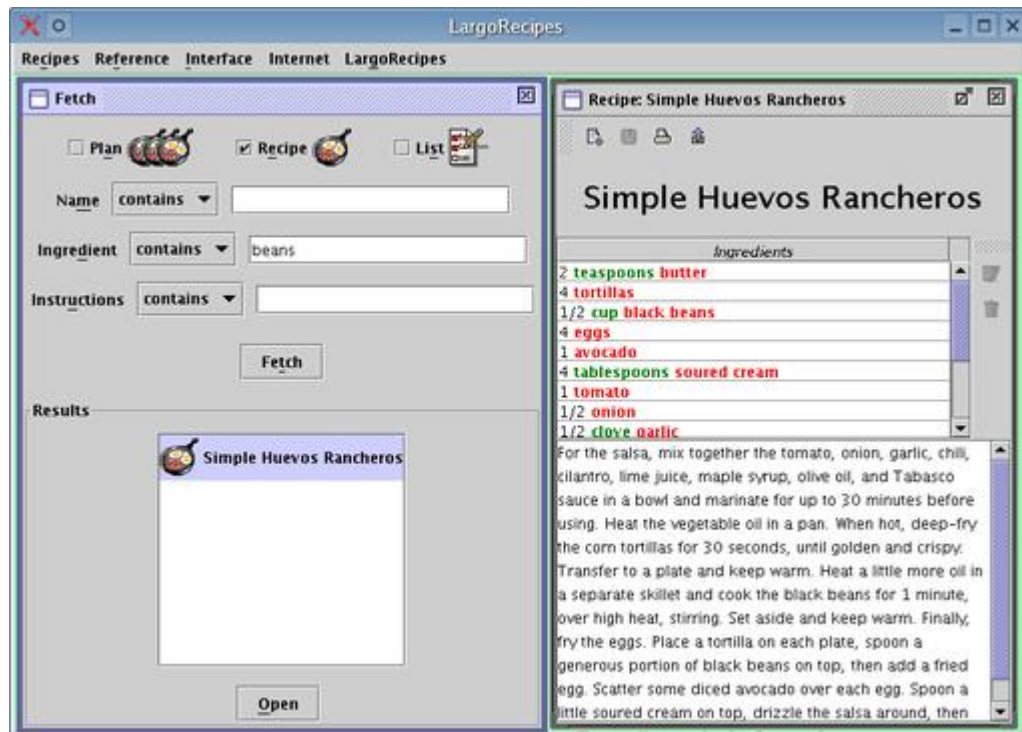 LargoRecipes
Recipes Reference Interface Internet LargoRecipes
Fetch
Plan Recipe List
Name contains
Ingredient contains beans
Instructions contains
Fetch
Results
Simple Huevos Rancheros
Open
Recipe: Simple Huevos Rancheros
Simple Huevos Rancheros
Ingredients
2 teaspoons butter
4 tortillas
1/2 cup black beans
4 eggs
1 avocado
4 tablespoons soured cream
1 tomato
1/2 onion
1/2 clove garlic
For the salsa, mix together the tomato, onion, garlic, chili,
cilantro, lime juice, maple syrup, olive oil, and Tabasco
sauce in a bowl and marinate for up to 30 minutes before
using. Heat the vegetable oil in a pan. When hot, deep-fry
the corn tortillas for 30 seconds, until golden and crispy.
Transfer to a plate and keep warm. Heat a little more oil in
a separate skillet and cook the black beans for 1 minute,
over high heat, stirring. Set aside and keep warm. Finally,
fry the eggs. Place a tortilla on each plate, spoon a
generous portion of black beans on top, then add a fried
egg. Scatter some diced avocado over each egg. Spoon a
little soured cream on top, drizzle the salsa around, then